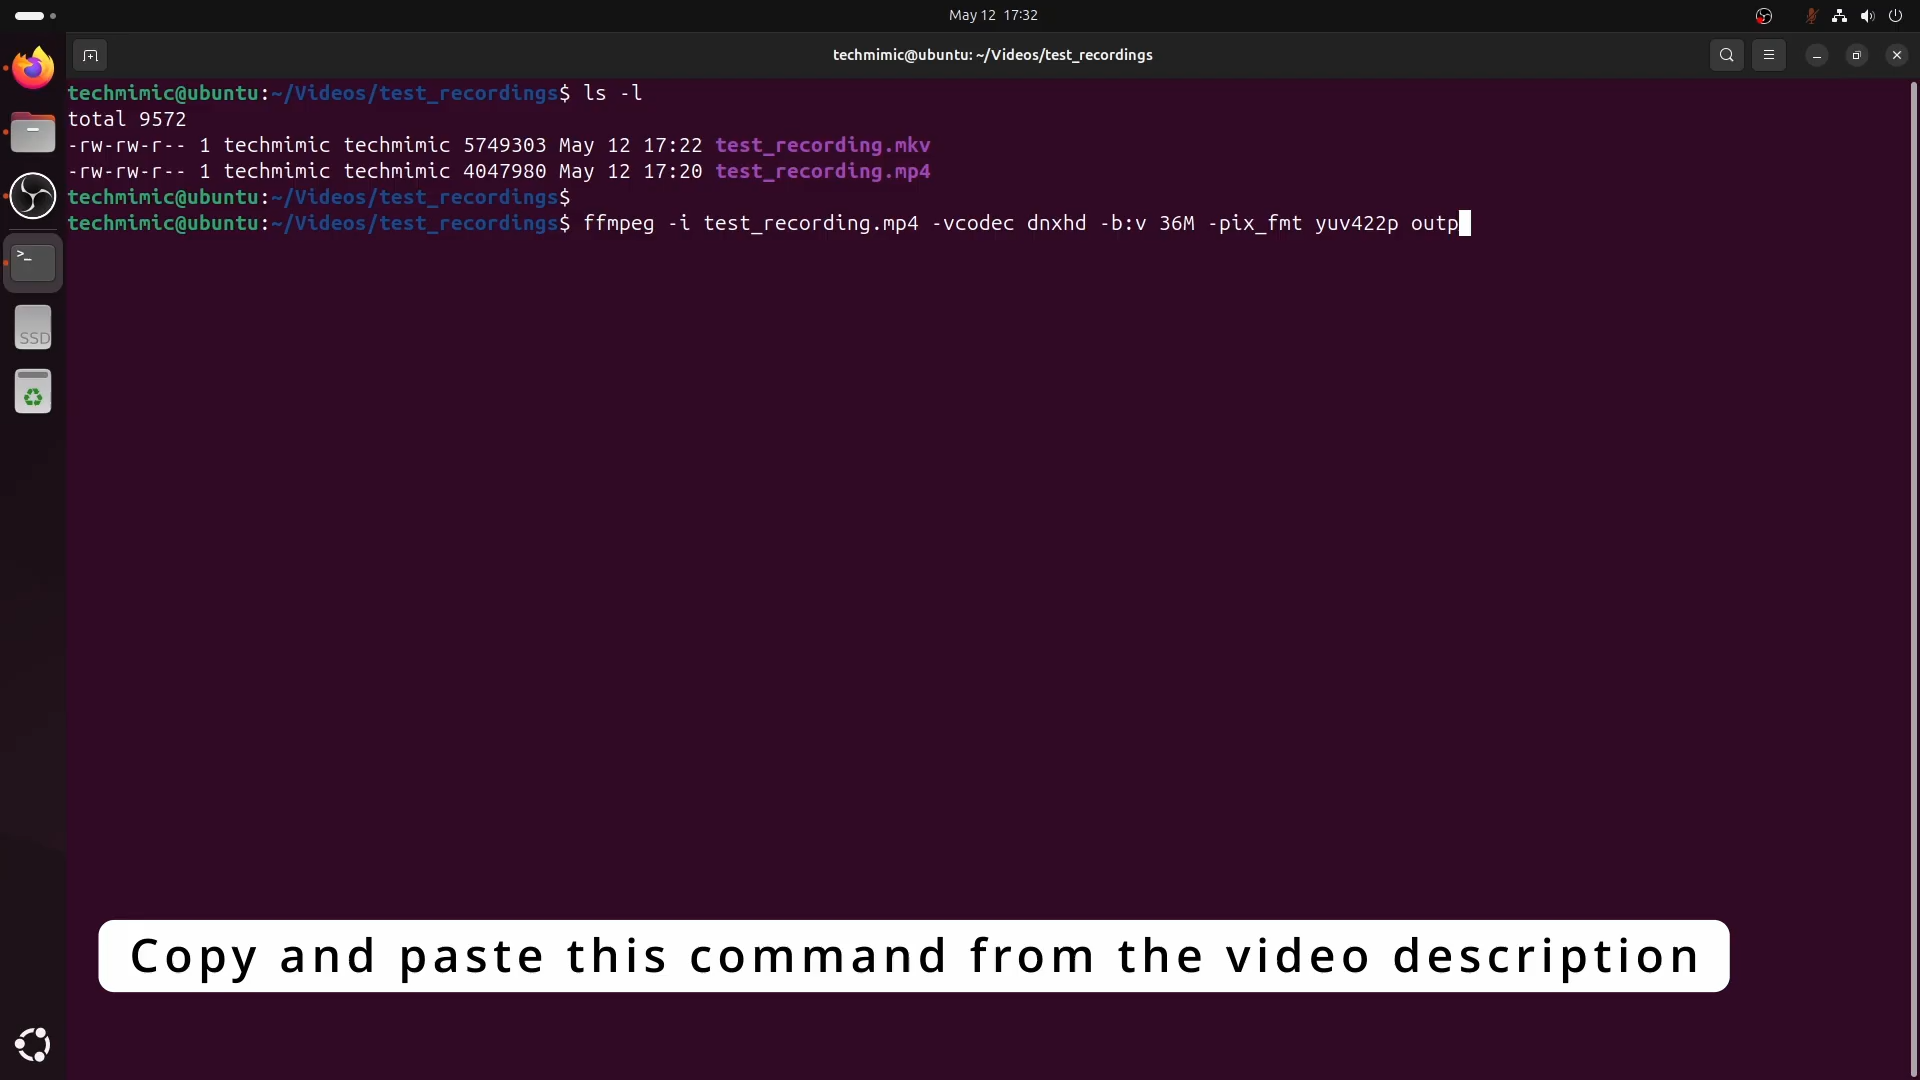 May 12 17:32
techmimic@ubuntu: ~/Videos/test_recordings
techmimic@ubuntu:~/Videos/test_recordings$ ls -l
total 9572
-rw-rw-r-- 1 techmimic techmimic 5749303 May 12 17:22 test_recording.mkv
-rw-rw-r-- 1 techmimic techmimic 4047980 May 12 17:20 test_recording.mp4
techmimic@ubuntu:~/Videos/test_recordings$
techmimic@ubuntu:~/Videos/test_recordings$ ffmpeg -i test_recording.mp4 -vcodec dnxhd -b:v 36M -pix_fmt yuv422p outp
>_
SSD
Copy and paste this command from the video description